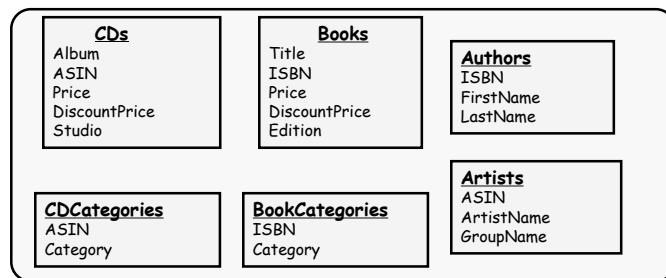 CDs
Album
ASIN
Price
DiscountPrice
Studio
Books
Title
ISBN
Price
DiscountPrice
Edition
Authors
ISBN
FirstName
LastName
CDCategories
ASIN
Category
BookCategories
ISBN
Category
Artists
ASIN
ArtistName
GroupName